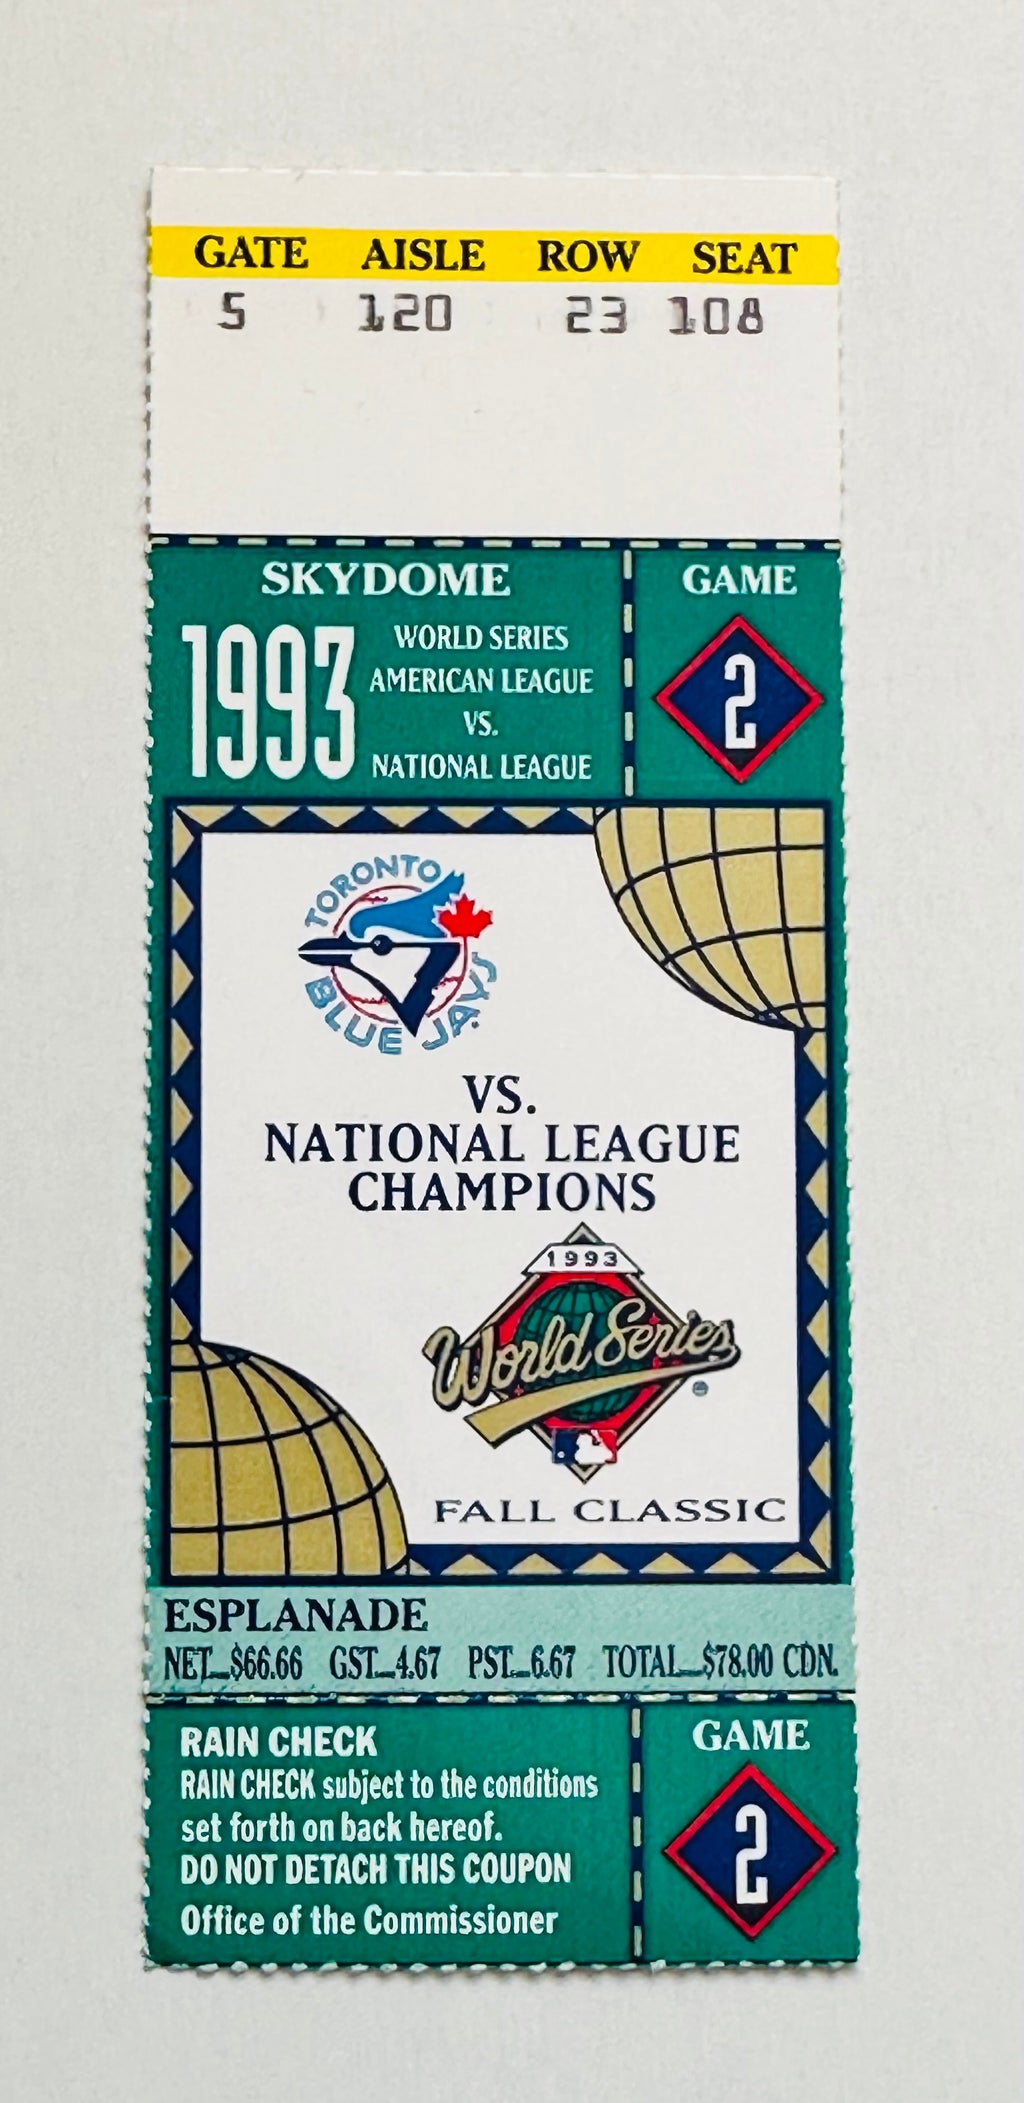 GATE AISLE ROW SEAT
5 120 23 108
SKYDOME
1993
WORLD SERIES
AMERICAN LEAGUE
VS.
NATIONAL LEAGUE
GAME
2
TORONTO
BLUE JAYS
VS.
NATIONAL LEAGUE
CHAMPIONS
1993
World Series
®
FALL CLASSIC
ESPLANADE
NET...$66.66 GST...4.67 PST...6.67 TOTAL...$78.00 CDN.
RAIN CHECK
RAIN CHECK subject to the conditions
set forth on back hereof.
DO NOT DETACH THIS COUPON
Office of the Commissioner
GAME
2